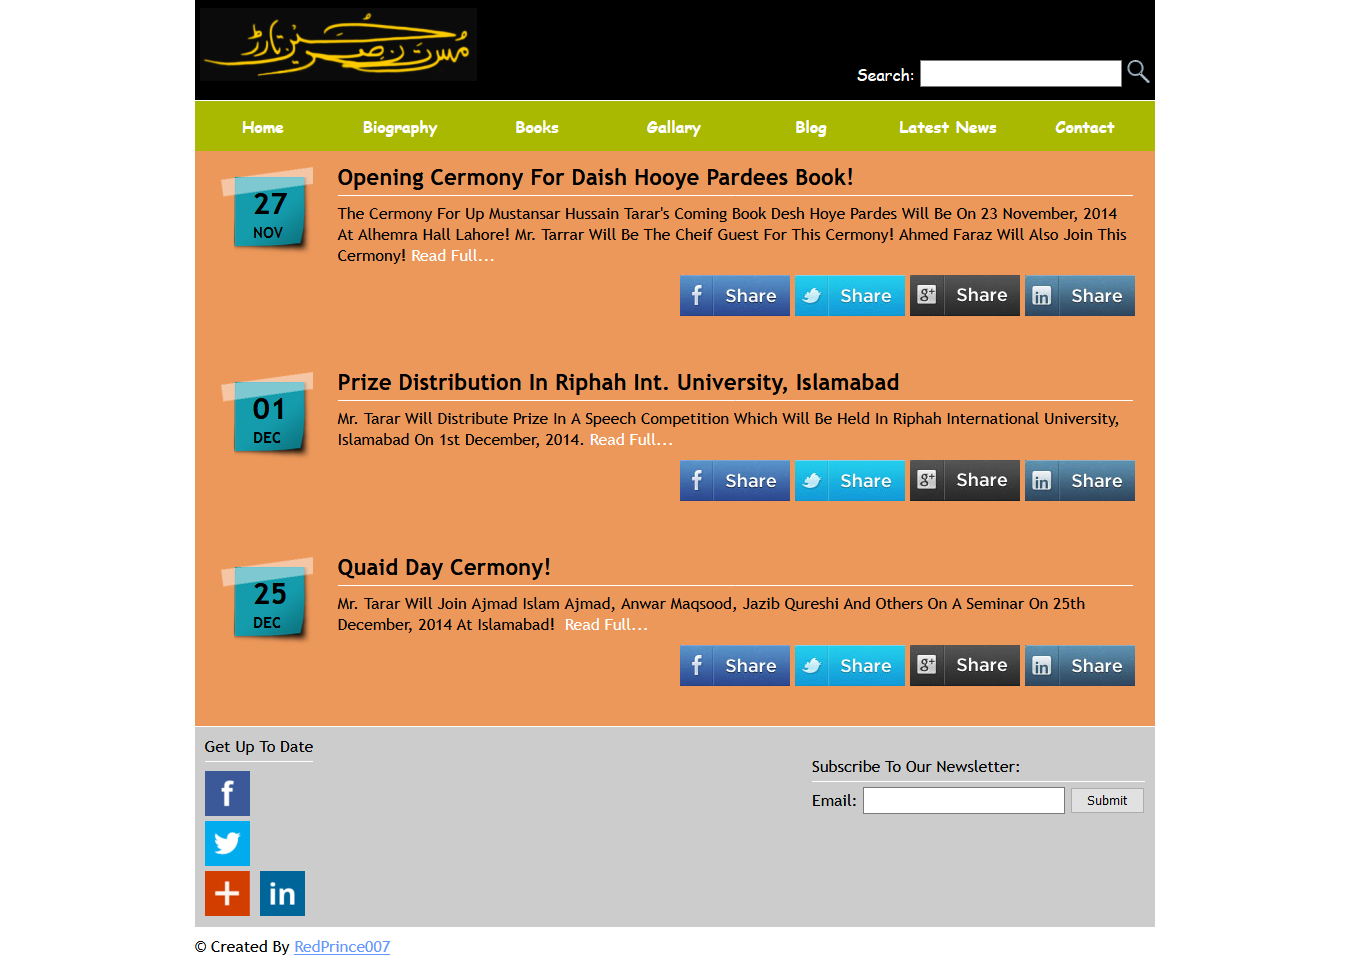 مستنصر حسین تارڑ
Search:
Home Biography Books Gallary Blog Latest News Contact
27
NOV
Opening Cermony For Daish Hooye Pardees Book!
The Cermony For Up Mustansar Hussain Tarar's Coming Book Desh Hoye Pardes Will Be On 23 November, 2014
At Alhemra Hall Lahore! Mr. Tarrar Will Be The Cheif Guest For This Cermony! Ahmed Faraz Will Also Join This
Cermony! Read Full...
f Share Share g+ Share in Share
01
DEC
Prize Distribution In Riphah Int. University, Islamabad
Mr. Tarar Will Distribute Prize In A Speech Competition Which Will Be Held In Riphah International University,
Islamabad On 1st December, 2014. Read Full...
f Share Share g+ Share in Share
25
DEC
Quaid Day Cermony!
Mr. Tarar Will Join Ajmad Islam Ajmad, Anwar Maqsood, Jazib Qureshi And Others On A Seminar On 25th
December, 2014 At Islamabad! Read Full...
f Share Share g+ Share in Share
Get Up To Date
f
in
Subscribe To Our Newsletter:
Email: Submit
© Created By RedPrince007